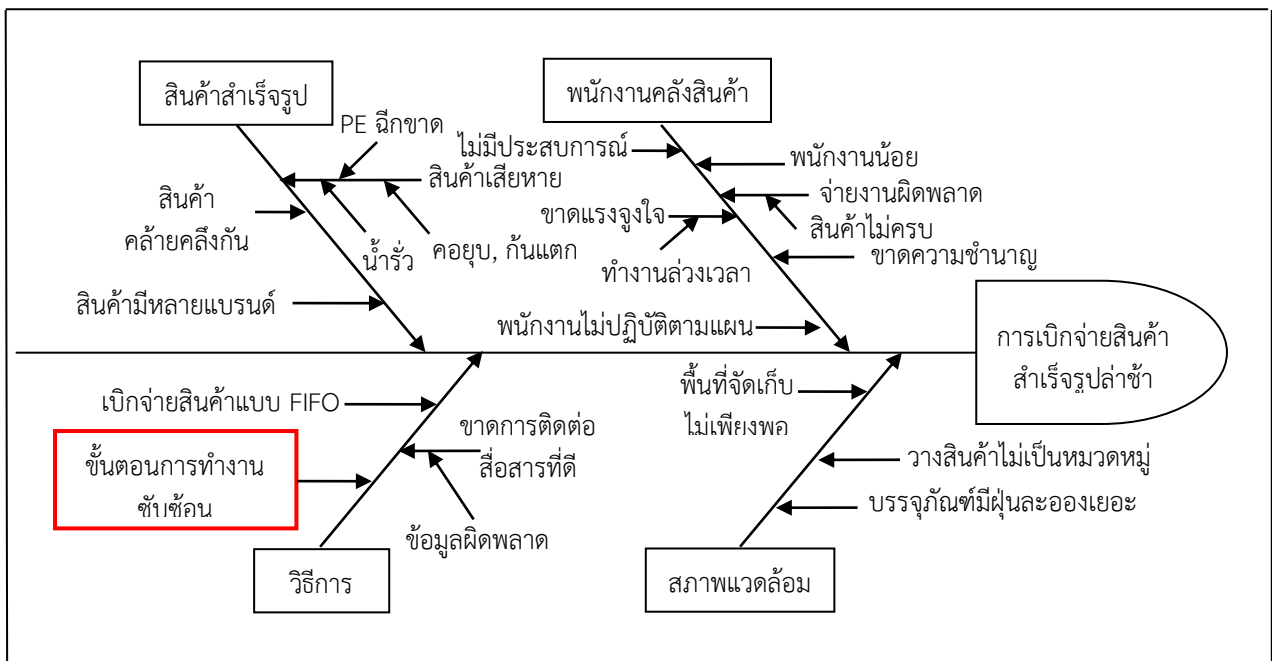 สินค้าสำเร็จรูป
พนักงานคลังสินค้า
PE ฉีกขาด
ไม่มีประสบการณ์
พนักงานน้อย
สินค้าเสียหาย
จ่ายงานผิดพลาด
สินค้า
คล้ายคลึงกัน
ขาดแรงจูงใจ
สินค้าไม่ครบ
น้ำรั่ว
คอยุบ, ก้นแตก
ขาดความชำนาญ
ทำงานล่วงเวลา
สินค้ามีหลายแบรนด์
พนักงานไม่ปฏิบัติตามแผน
การเบิกจ่ายสินค้า
สำเร็จรูปล่าช้า
เบิกจ่ายสินค้าแบบ FIFO
พื้นที่จัดเก็บ
ไม่เพียงพอ
ขั้นตอนการทำงาน
ซับซ้อน
ขาดการติดต่อ
สื่อสารที่ดี
วางสินค้าไม่เป็นหมวดหมู่
บรรจุภัณฑ์มีฝุ่นละอองเยอะ
ข้อมูลผิดพลาด
วิธีการ
สภาพแวดล้อม